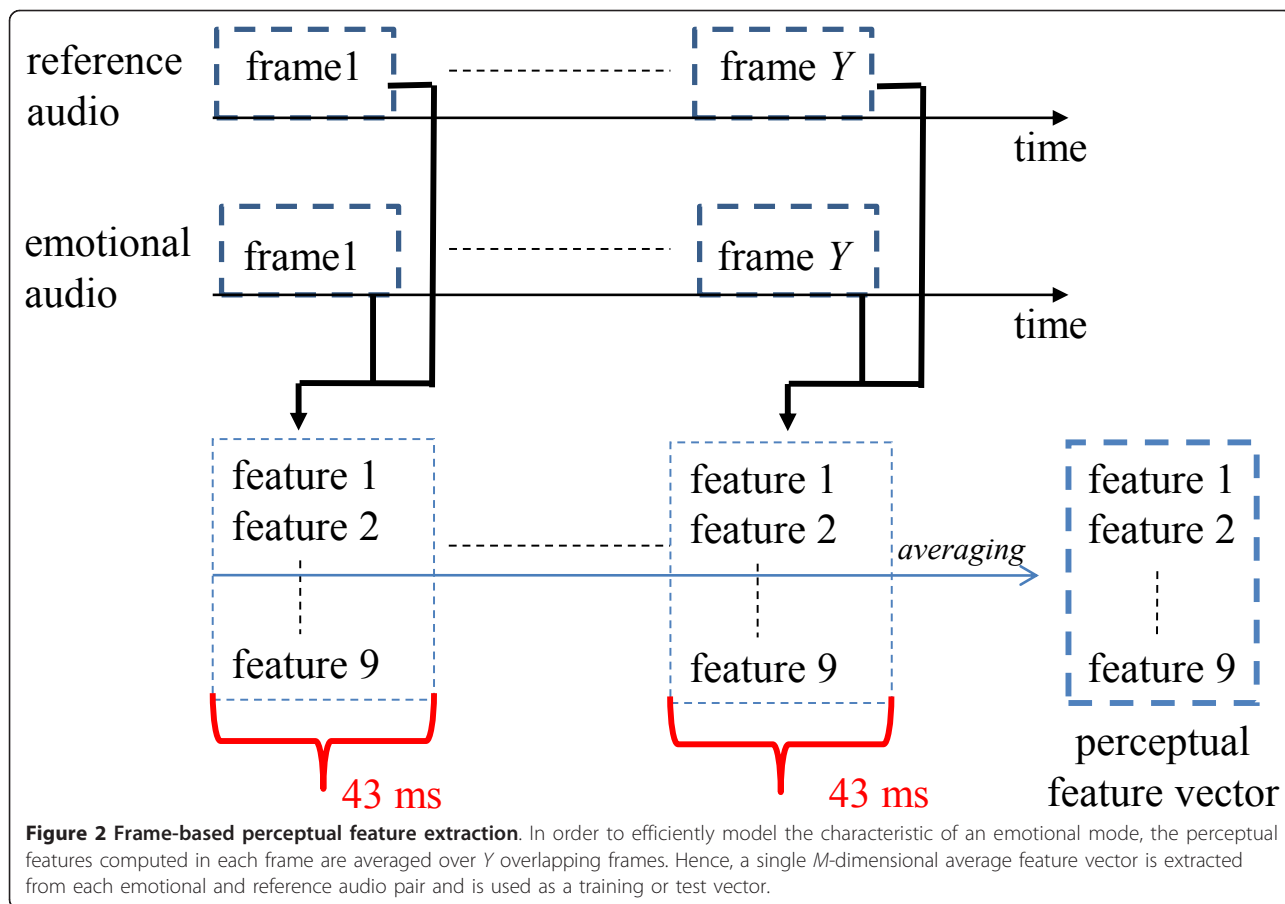 reference
audio
frame1
frame Y
time
emotional
audio
frame1
frame Y
time
feature 1
feature 2
feature 9
43 ms
feature 1
feature 2
feature 9
43 ms
averaging
feature 1
feature 2
feature 9
perceptual
feature vector
Figure 2 Frame-based perceptual feature extraction. In order to efficiently model the characteristic of an emotional mode, the perceptual
features computed in each frame are averaged over Y overlapping frames. Hence, a single M-dimensional average feature vector is extracted
from each emotional and reference audio pair and is used as a training or test vector.